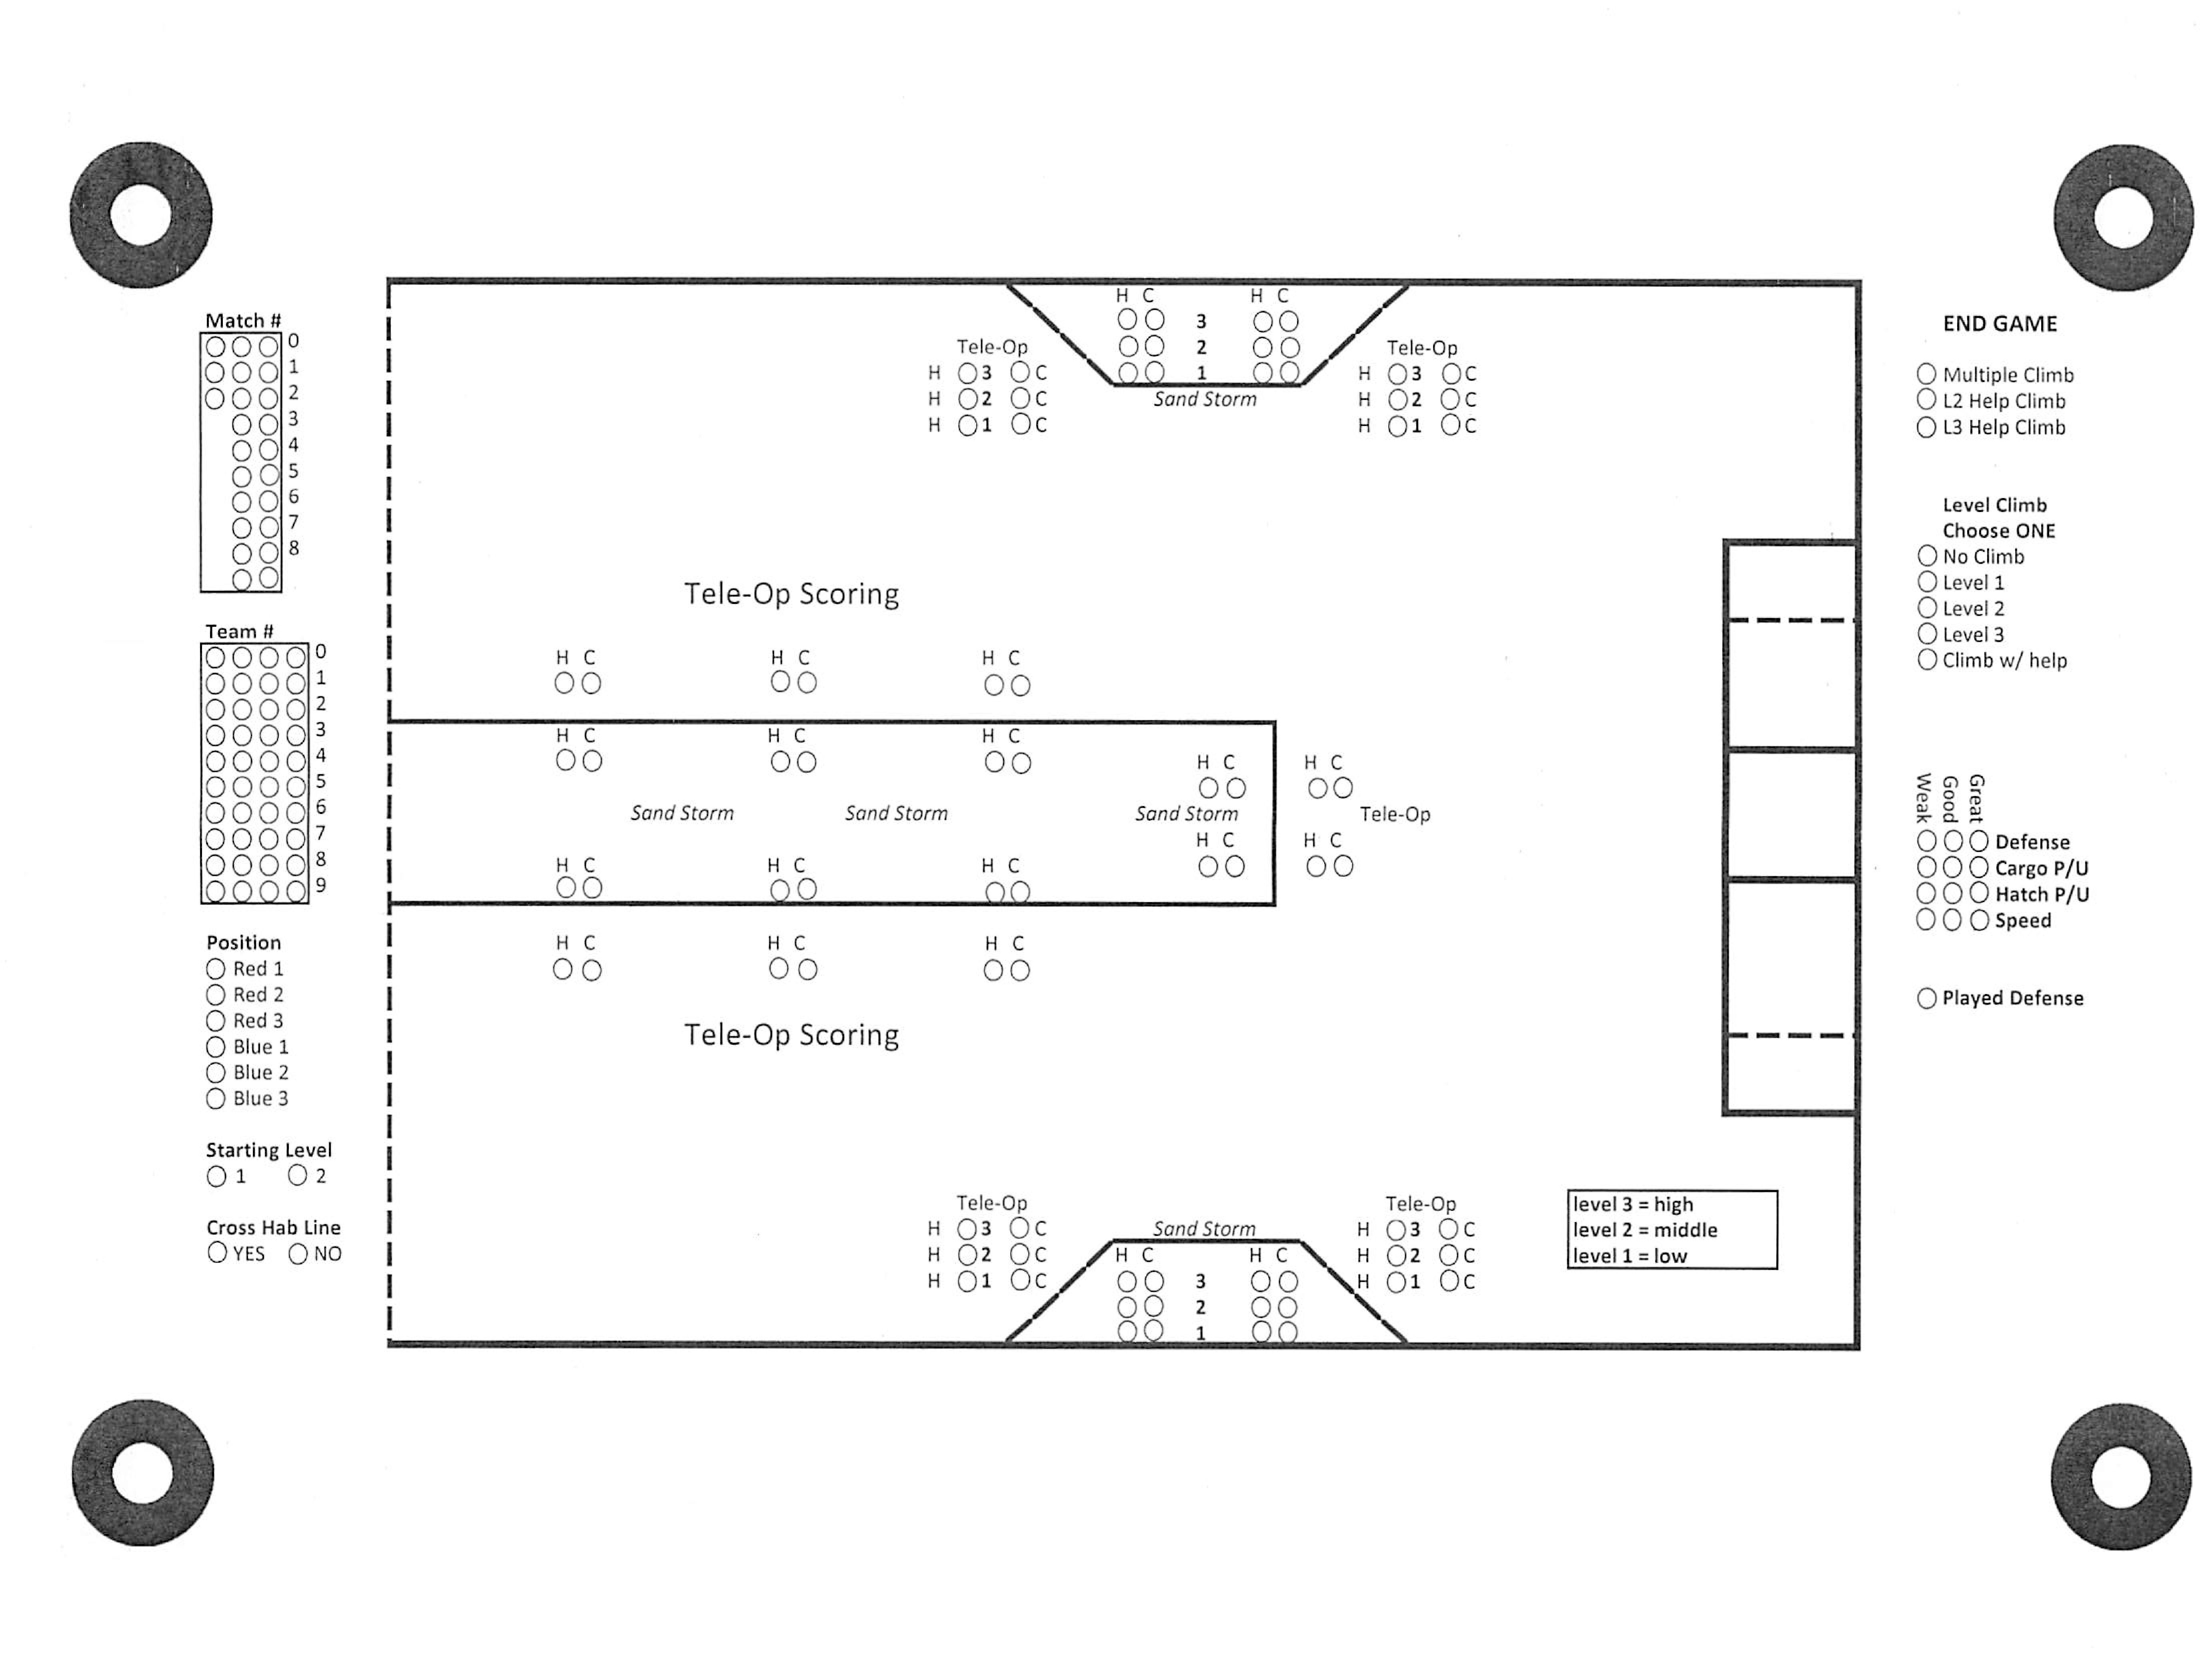 Match #
0
1
2
3
4
5
6
7
8
Team #
0
1
2
3
4
5
6
7
8
9
Position
Red 1
Red 2
Red 3
Blue 1
Blue 2
Blue 3
Starting Level
1 2
Cross Hab Line
YES NO
H C H C
3
2
1
Sand Storm
Tele-Op
H 3 C
H 2 C
H 1 C
Tele-Op
H 3 C
H 2 C
H 1 C
Tele-Op Scoring
H C H C H C
H C H C H C
H C H C
Sand Storm Sand Storm Sand Storm Tele-Op
H C H C
H C H C H C
H C H C H C
Tele-Op Scoring
Tele-Op
H 3 C
H 2 C
H 1 C
Sand Storm
H C H C
3
2
1
Tele-Op
H 3 C
H 2 C
H 1 C
level 3 = high
level 2 = middle
level 1 = low
END GAME
Multiple Climb
L2 Help Climb
L3 Help Climb
Level Climb
Choose ONE
No Climb
Level 1
Level 2
Level 3
Climb w/ help
Weak
Good
Great
Defense
Cargo P/U
Hatch P/U
Speed
Played Defense